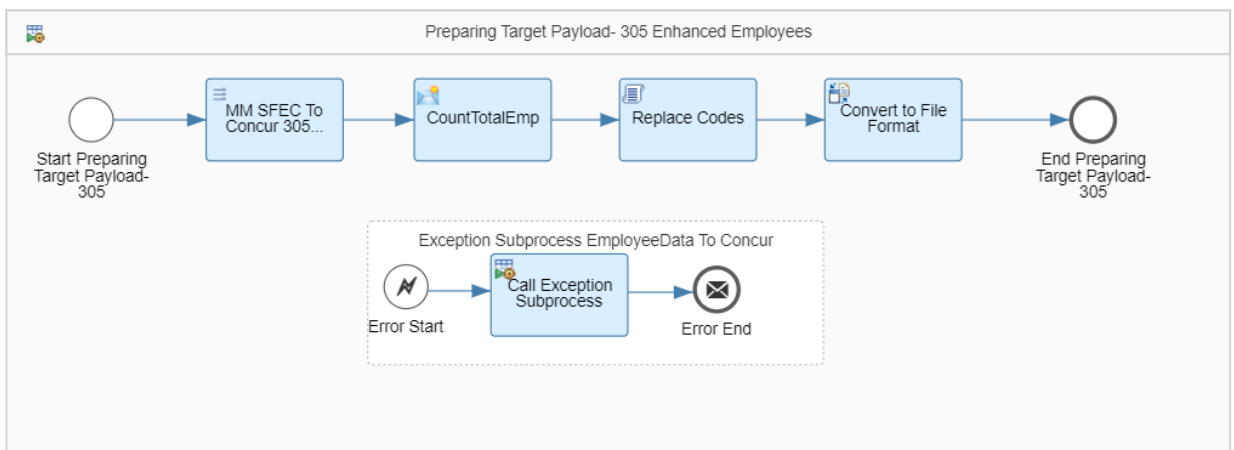 Preparing Target Payload- 305 Enhanced Employees
MM SFEC To
Concur 305...
CountTotalEmp
Replace Codes
Convert to File
Format
Start Preparing
Target Payload-
305
End Preparing
Target Payload-
305
Exception Subprocess EmployeeData To Concur
Call Exception
Subprocess
Error Start
Error End